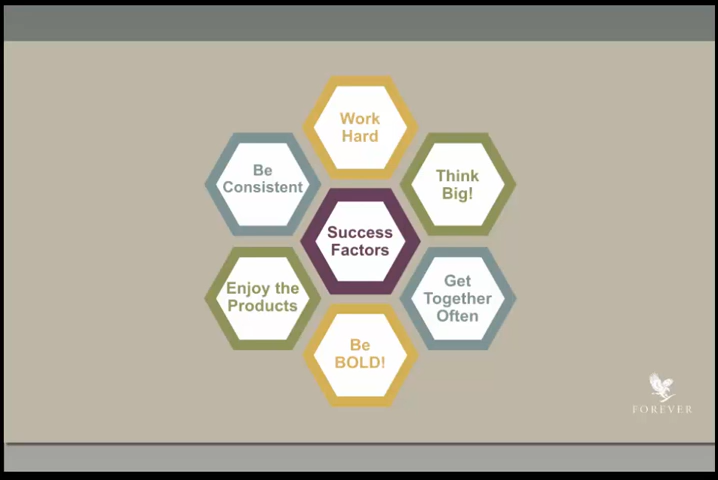 Work
Hard
Be
Consistent
Think
Big!
Success
Factors
Enjoy the
Products
Get
Together
Often
Be
BOLD!
FOREVER